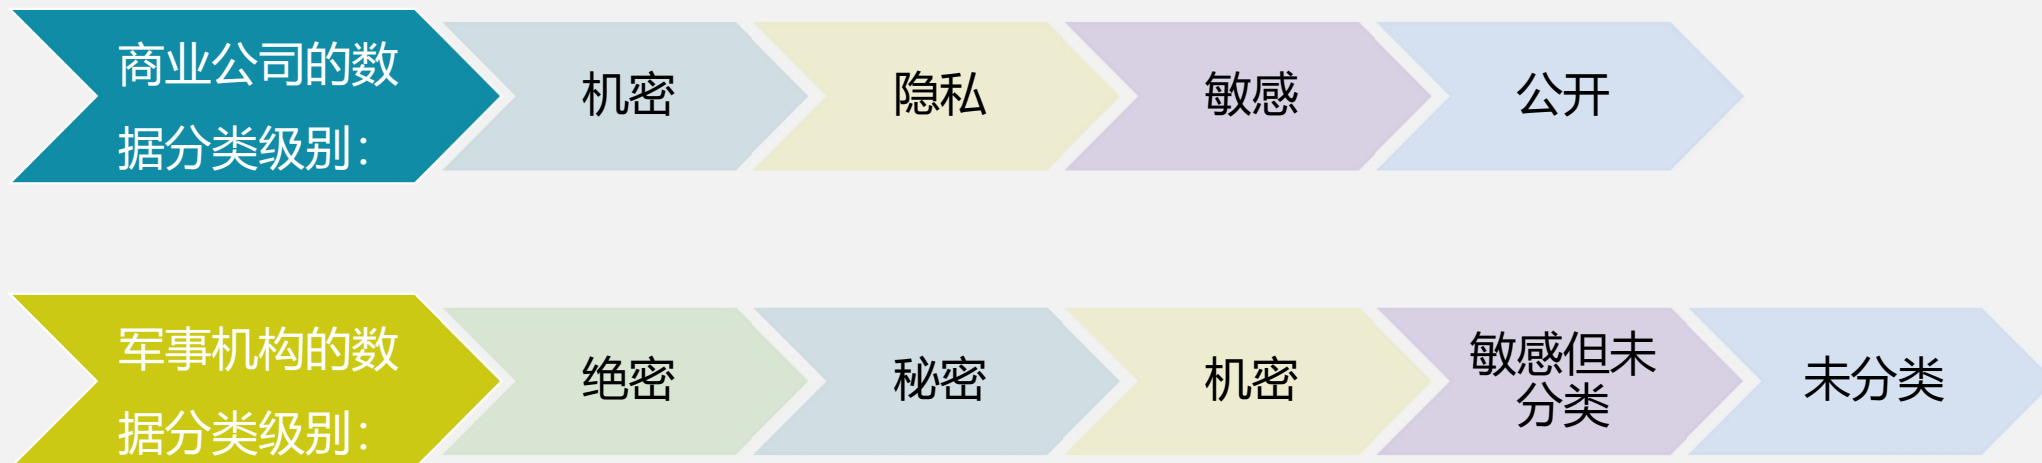 商业公司的数
据分类级别：
机密
隐私
敏感
公开
军事机构的数
据分类级别：
绝密
秘密
机密
敏感但未
分类
未分类